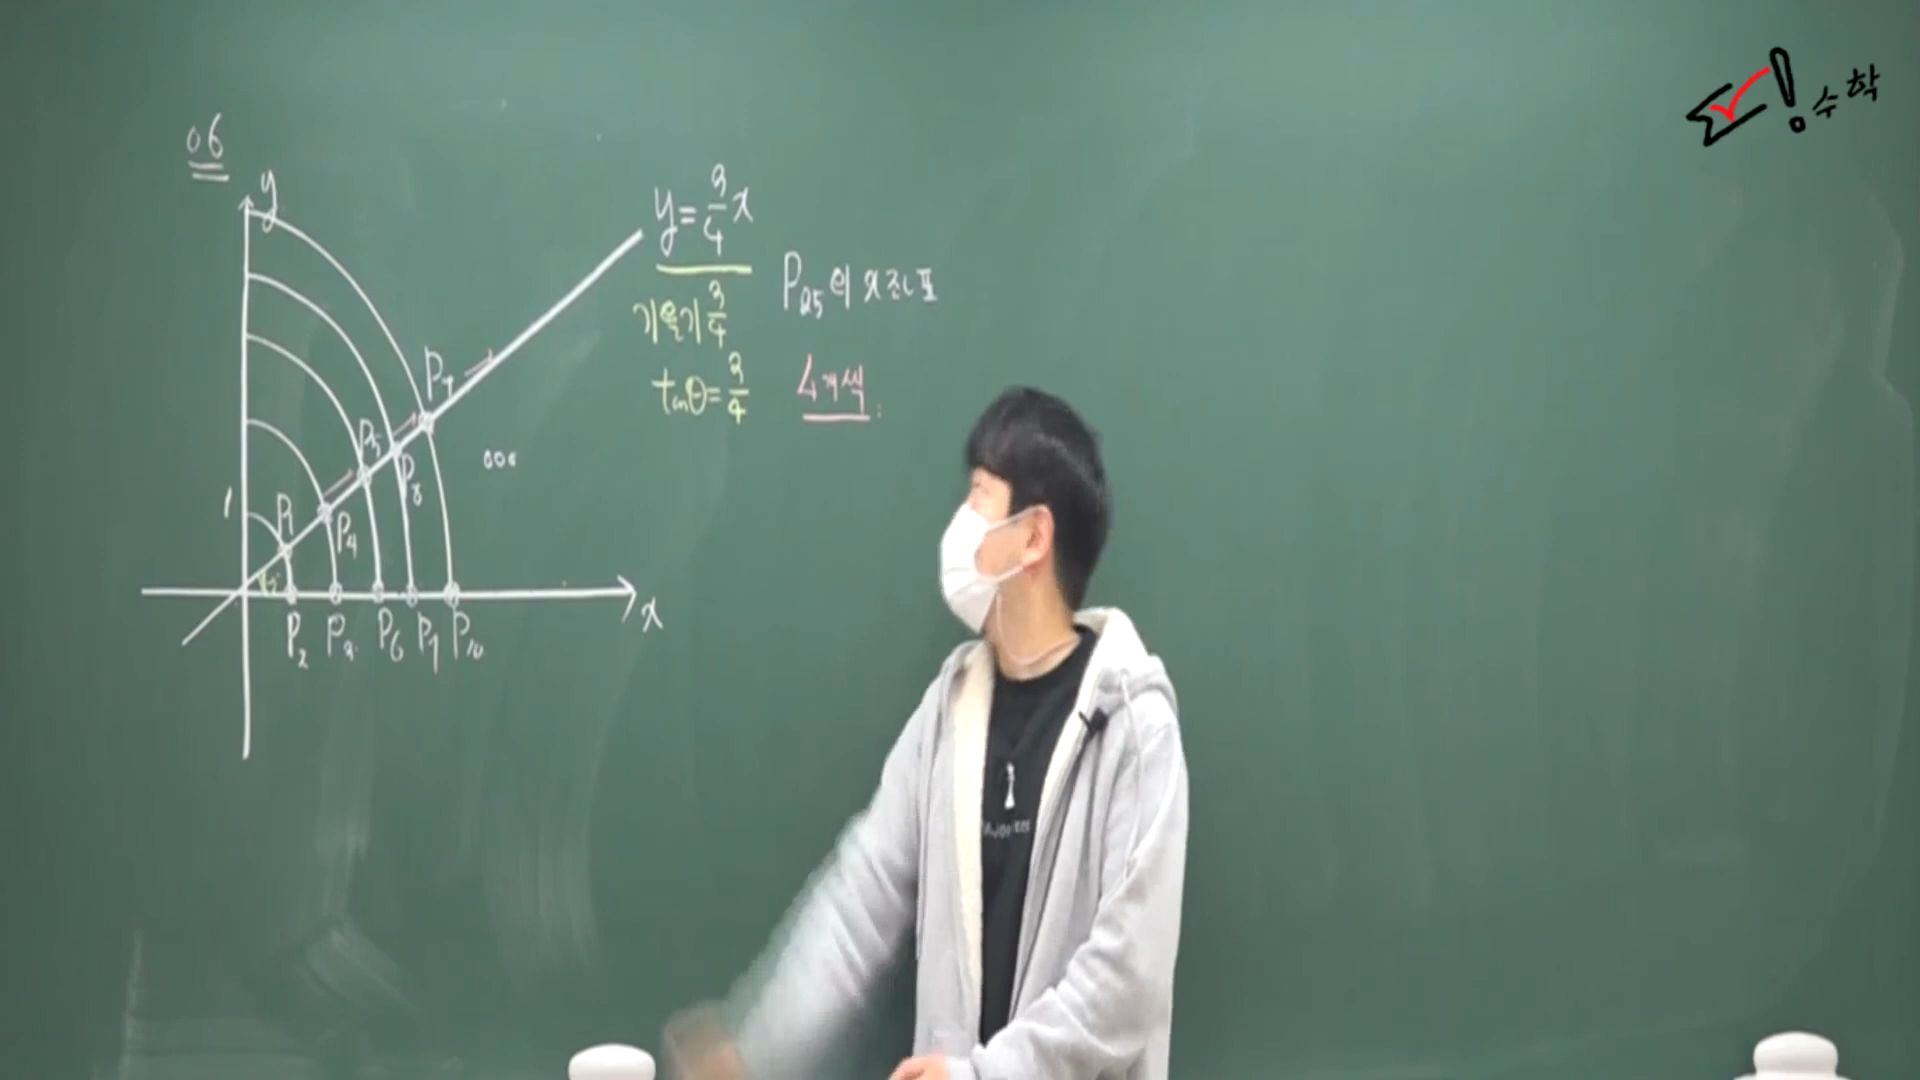 06
y
y = 3/4 x
P25의 x좌표
기울기 3/4
tanθ = 3/4
4개씩
P7
P5
P8
1
P1
P4
x
P2 P3 P6 P7 P10
수학